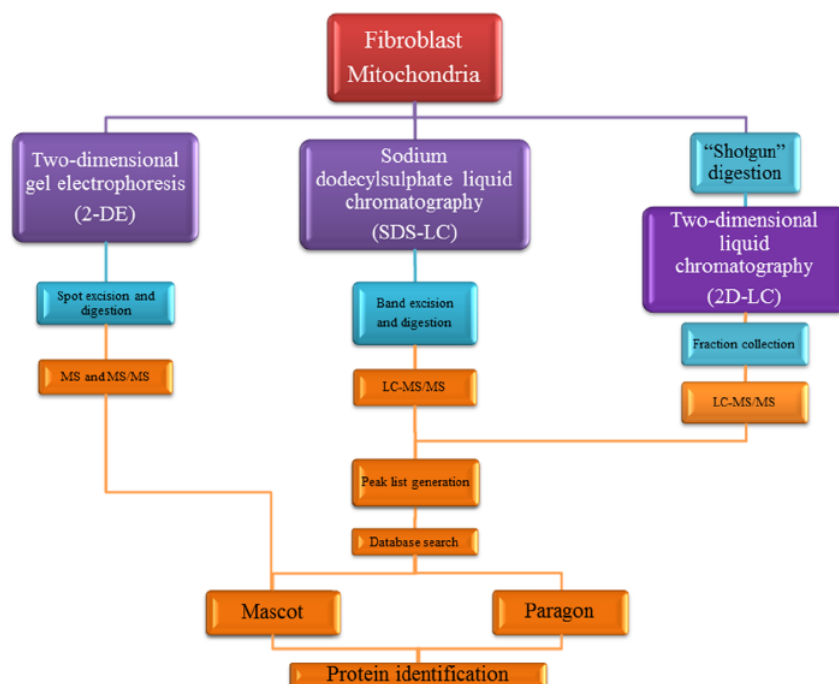 Fibroblast
Mitochondria
Two-dimensional
gel electrophoresis
(2-DE)
Sodium
dodecylsulphate liquid
chromatography
(SDS-LC)
“Shotgun”
digestion
Two-dimensional
liquid
chromatography
(2D-LC)
Spot excision and
digestion
Band excision
and digestion
Fraction collection
MS and MS/MS
LC-MS/MS
LC-MS/MS
Peak list generation
Database search
Mascot
Paragon
Protein identification